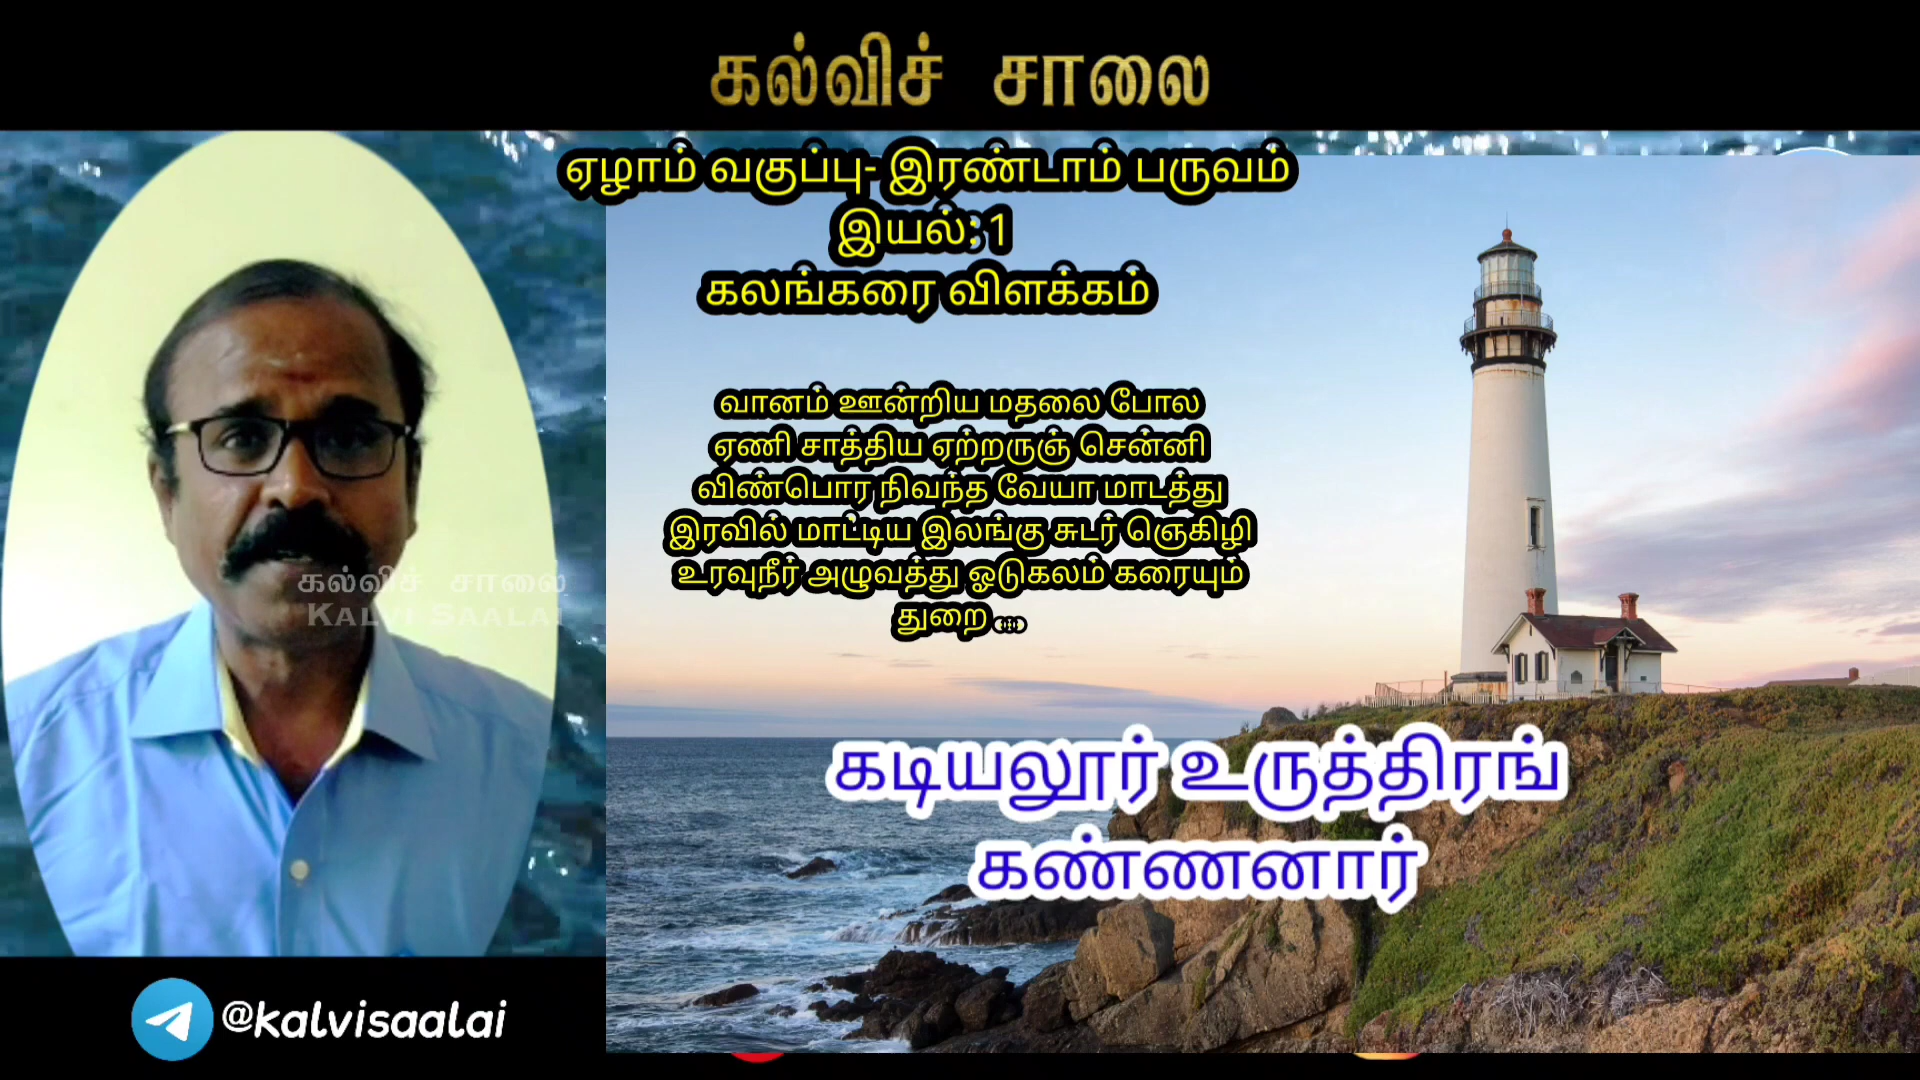 கல்விச் சாலை
ஏழாம் வகுப்பு- இரண்டாம் பருவம்
இயல்: 1
கலங்கரை விளக்கம்
வானம் ஊன்றிய மதலை போல
ஏணி சாத்திய ஏற்றருஞ் சென்னி
விண்பொர நிவந்த வேயா மாடத்து
இரவில் மாட்டிய இலங்கு சுடர் ஞெகிழி
உரவுநீர் அழுவத்து ஓடுகலம் கரையும்
துறை ...
கல்விச் சாலை
KALVI SAALAI
கடியலூர் உருத்திரங்
கண்ணனார்
@kalvisaalai